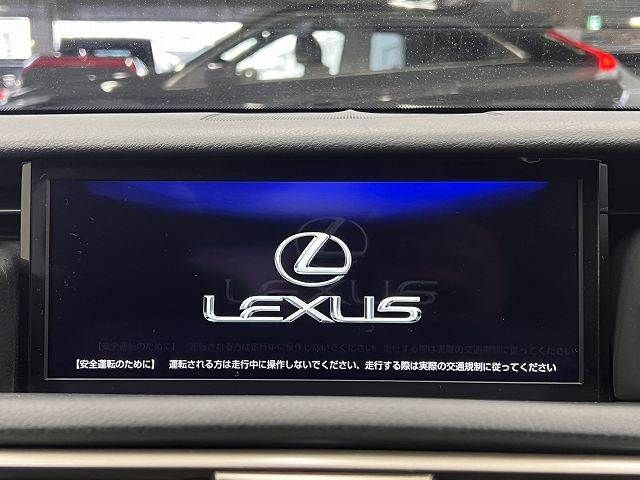 LEXUS
【安全運転のために】 運転される方は走行中に操作しないでください、走行する際は実際の交通規制に従ってください